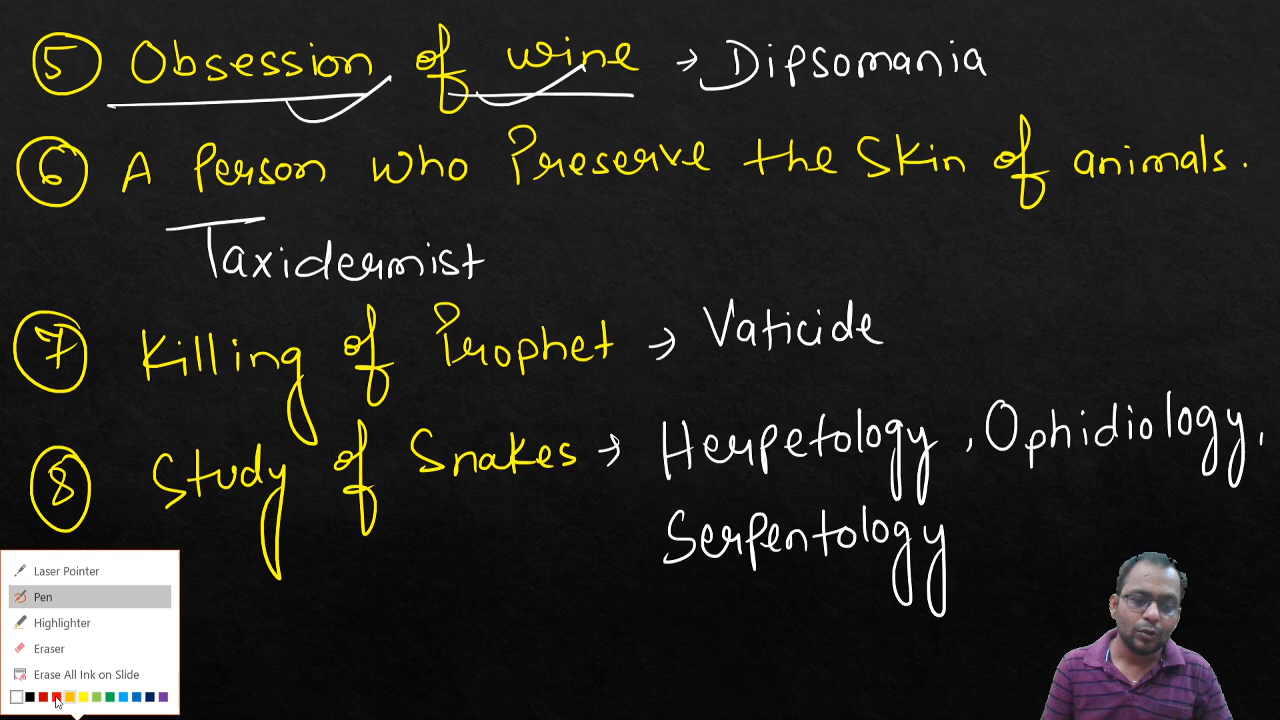 5 Obsession of wine → Dipsomania
6 A Person who Preserve the Skin of animals.
Taxidermist
7 Killing of Prophet → Vaticide
8 Study of Snakes → Herpetology, Ophidiology,
Serpentology
Laser Pointer
Pen
Highlighter
Eraser
Erase All Ink on Slide